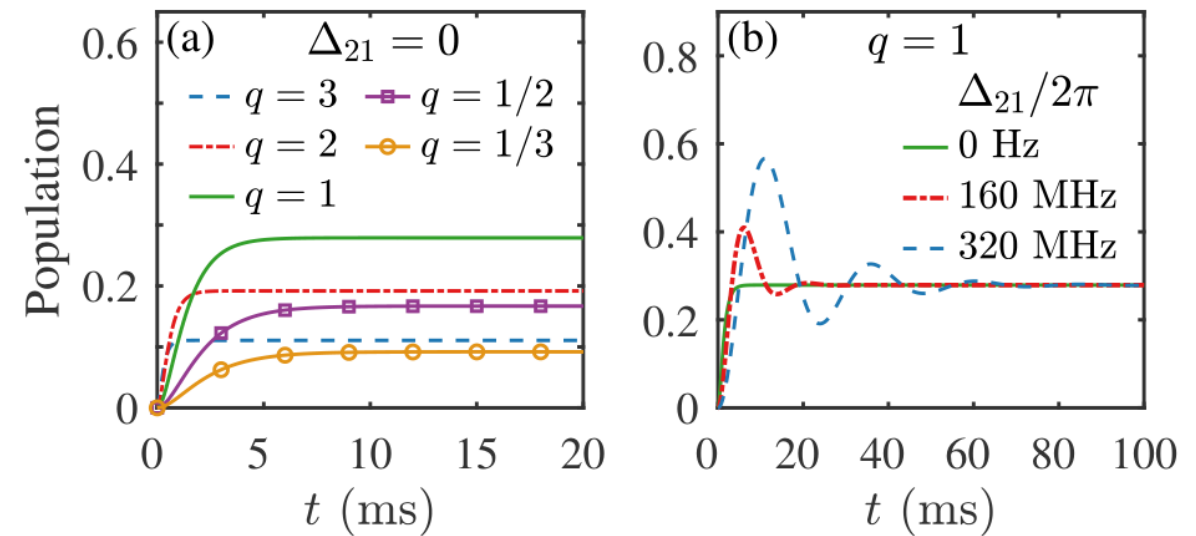 (a) Δ₂₁ = 0
q = 3 q = 1/2
q = 2 q = 1/3
q = 1
Population
0.6
0.4
0.2
0
0 5 10 15 20
t (ms)
(b) q = 1
Δ₂₁/2π
0 Hz
160 MHz
320 MHz
0.8
0.6
0.4
0.2
0
0 20 40 60 80 100
t (ms)